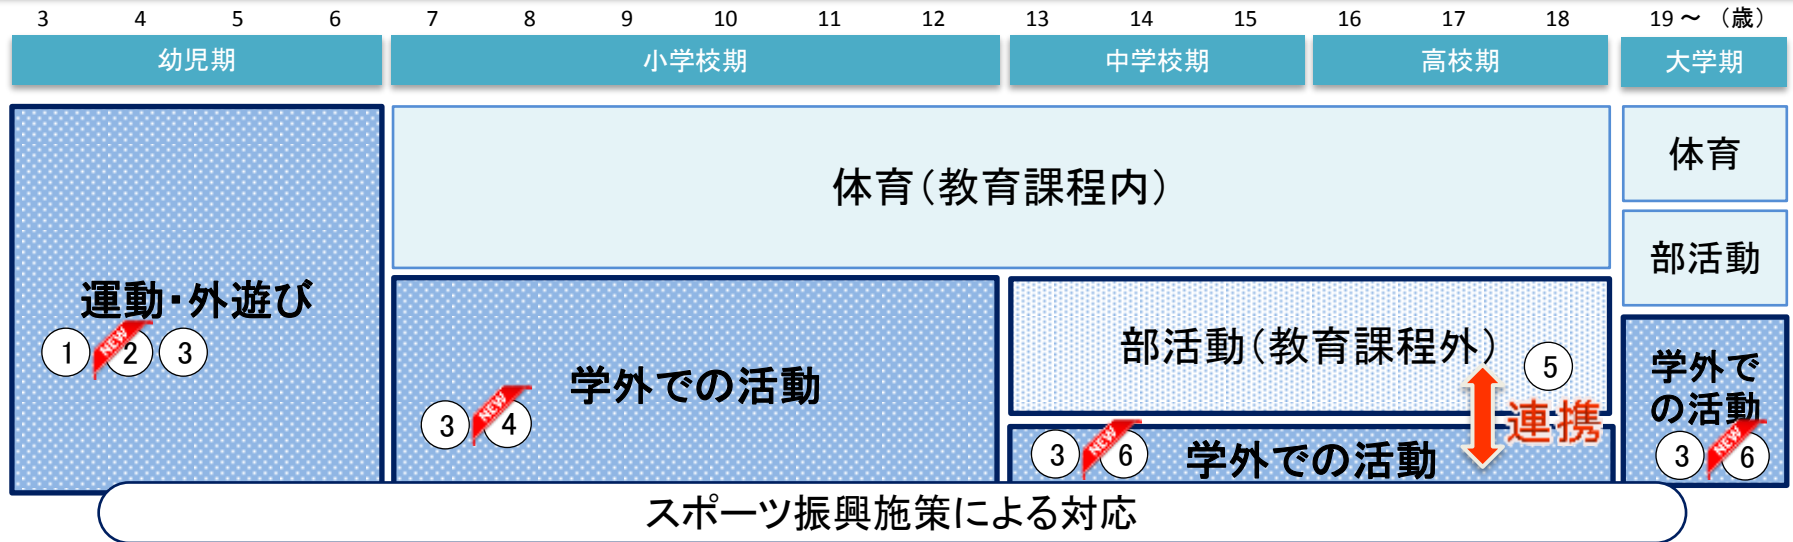 3 4 5 6 7 8 9 10 11 12 13 14 15 16 17 18 19～ （歳）
幼児期 小学校期 中学校期 高校期 大学期
体育（教育課程内）
体育
部活動
運動・外遊び
① NEW ② ③
学外での活動
③ NEW ④
部活動（教育課程外）
⑤
連携
③ NEW ⑥ 学外での活動
学外で
の活動
③ NEW ⑥
スポーツ振興施策による対応